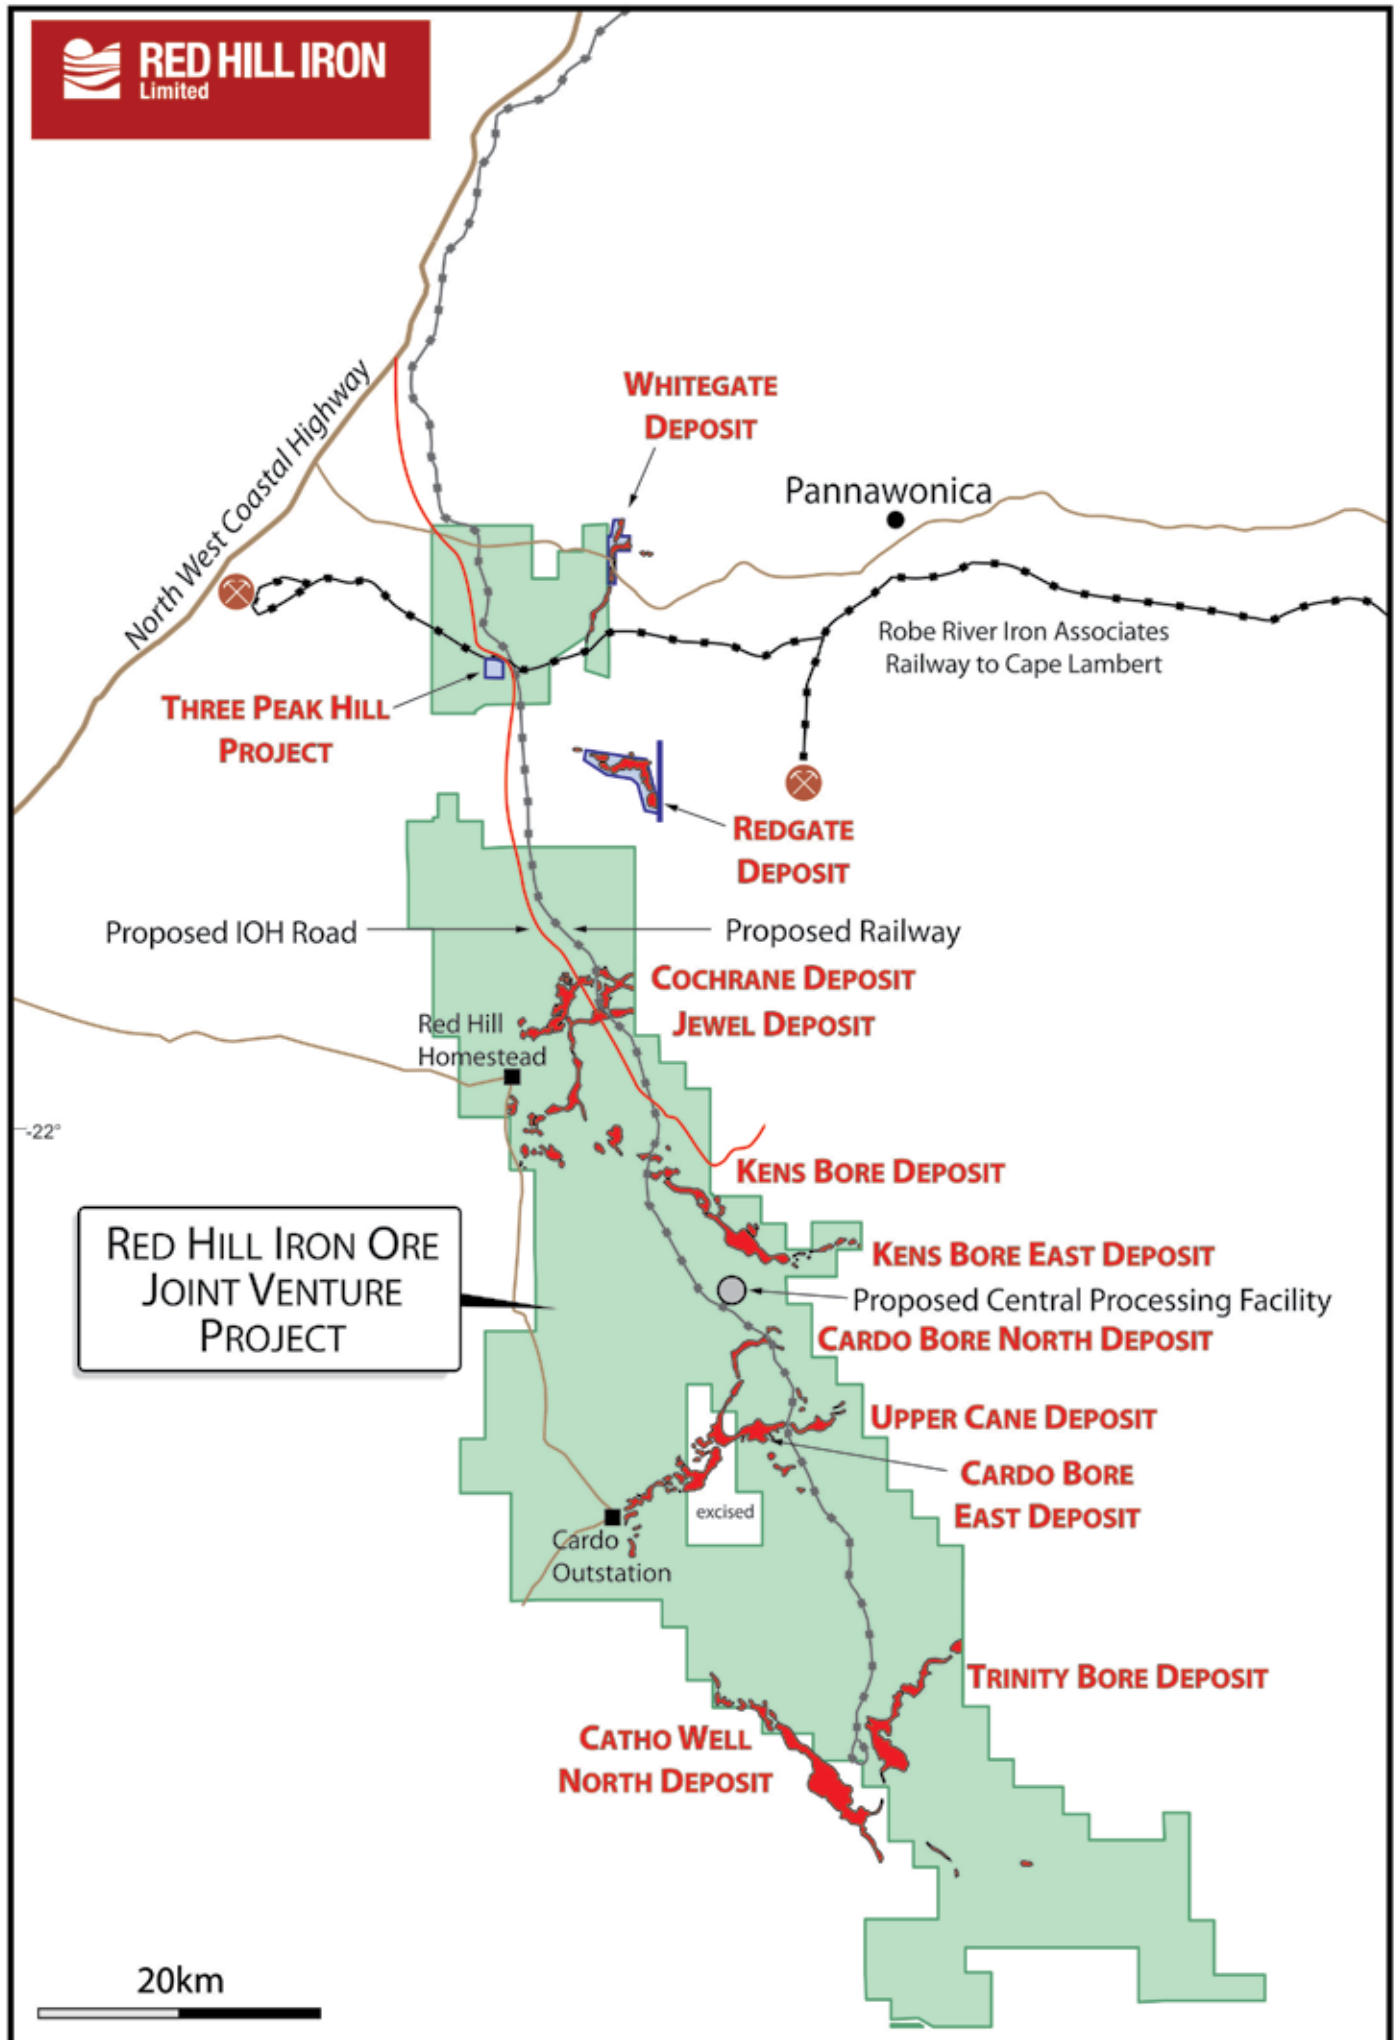 RED HILL IRON
Limited
North West Coastal Highway
WHITEGATE
DEPOSIT
Pannawonica
Robe River Iron Associates
Railway to Cape Lambert
THREE PEAK HILL
PROJECT
REDGATE
DEPOSIT
Proposed IOH Road
Proposed Railway
COCHRANE DEPOSIT
JEWEL DEPOSIT
Red Hill
Homestead
-22°
KENS BORE DEPOSIT
RED HILL IRON ORE
JOINT VENTURE
PROJECT
KENS BORE EAST DEPOSIT
Proposed Central Processing Facility
CARDO BORE NORTH DEPOSIT
UPPER CANE DEPOSIT
CARDO BORE
EAST DEPOSIT
excised
Cardo
Outstation
TRINITY BORE DEPOSIT
CATHO WELL
NORTH DEPOSIT
20km